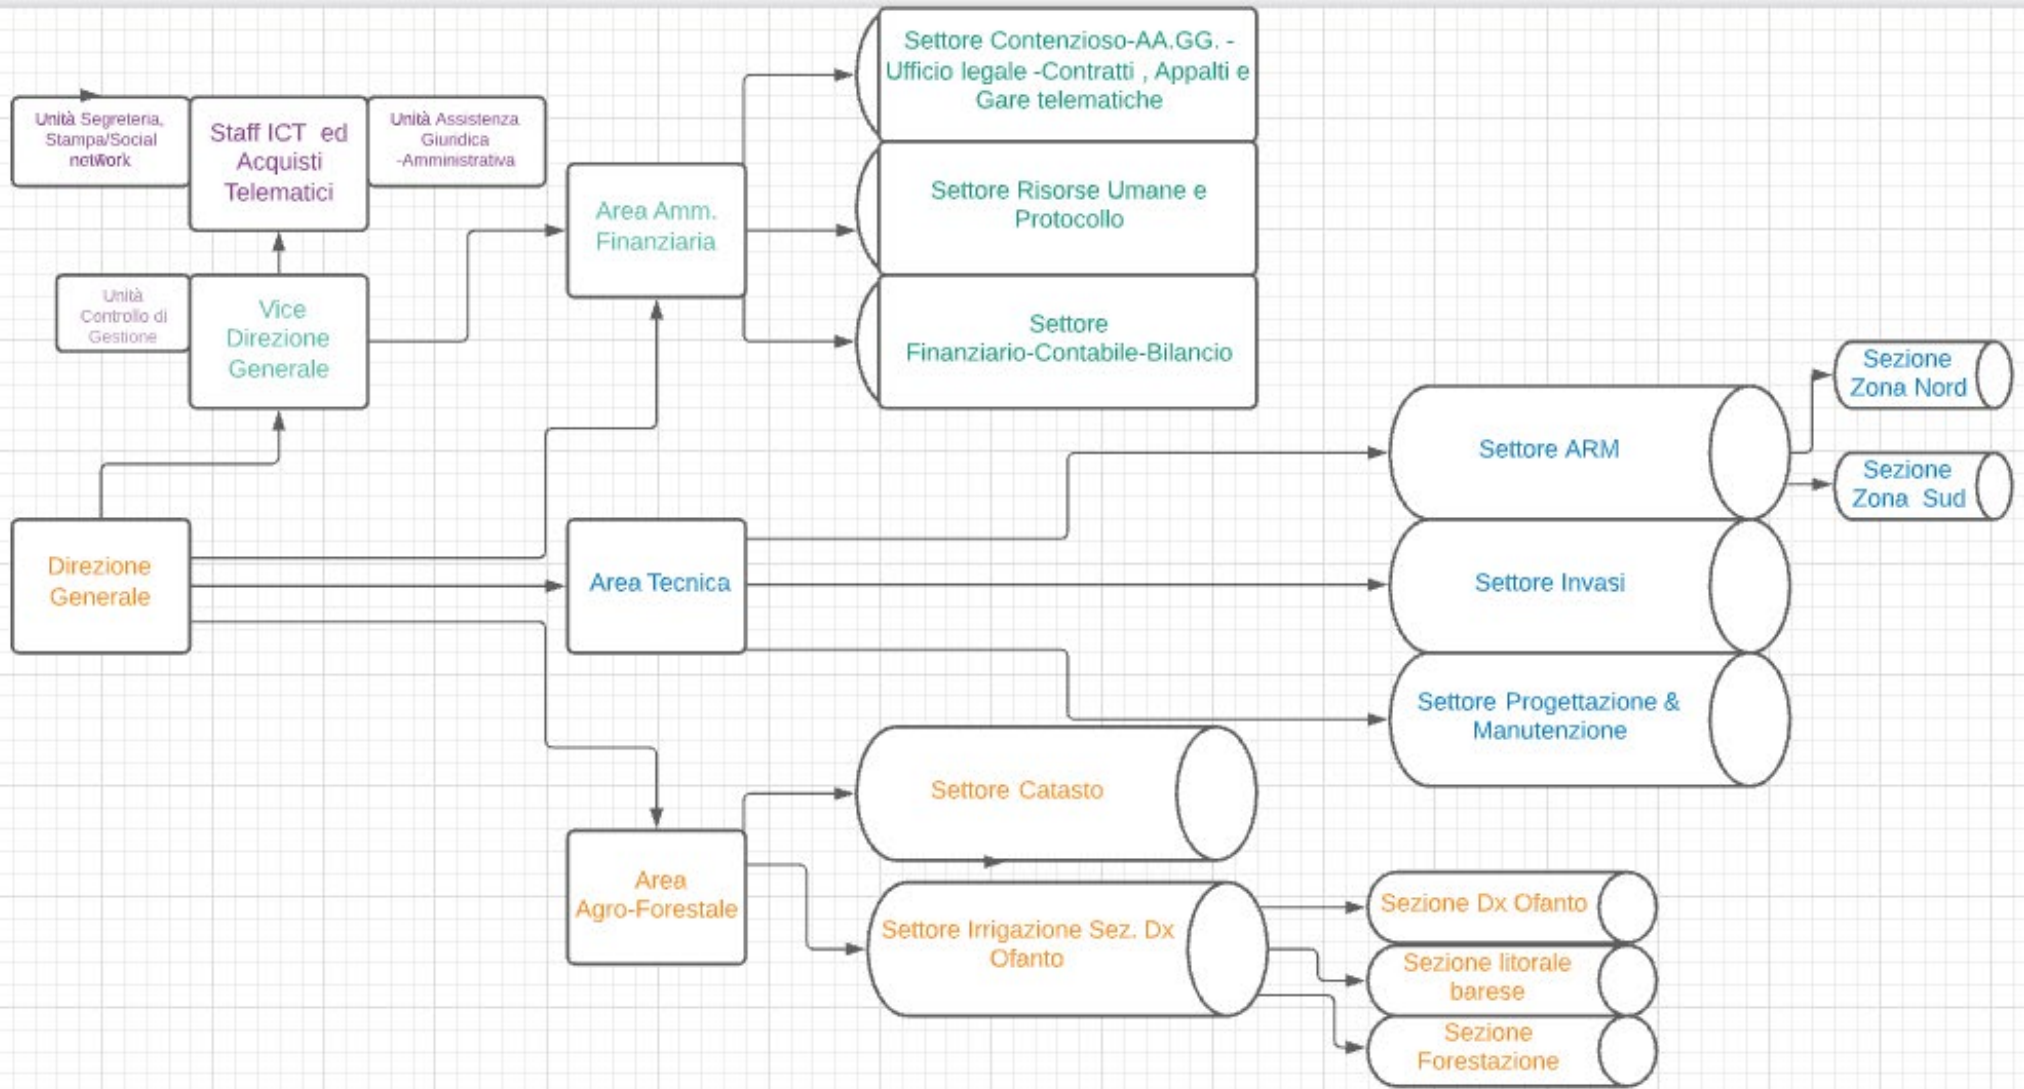 Settore Contenzioso-AA.GG. -
Ufficio legale -Contratti , Appalti e
Gare telematiche
Unità Segreteria,
Stampa/Social
network
Staff ICT ed
Acquisti
Telematici
Unità Assistenza
Giuridica
-Amministrativa
Area Amm.
Finanziaria
Settore Risorse Umane e
Protocollo
Unità
Controllo di
Gestione
Vice
Direzione
Generale
Settore
Finanziario-Contabile-Bilancio
Sezione
Zona Nord
Settore ARM
Sezione
Zona Sud
Direzione
Generale
Area Tecnica
Settore Invasi
Settore Progettazione &
Manutenzione
Settore Catasto
Area
Agro-Forestale
Settore Irrigazione Sez. Dx
Ofanto
Sezione Dx Ofanto
Sezione litorale
barese
Sezione
Forestazione